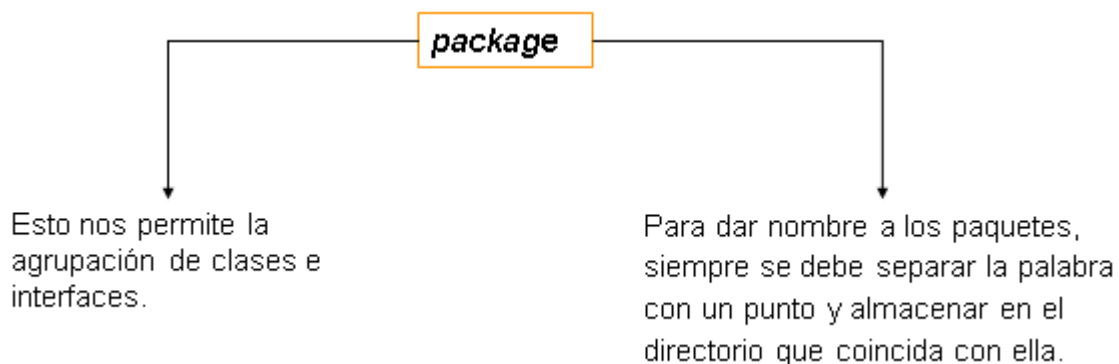 package
Esto nos permite la
agrupación de clases e
interfaces.
Para dar nombre a los paquetes,
siempre se debe separar la palabra
con un punto y almacenar en el
directorio que coincida con ella.